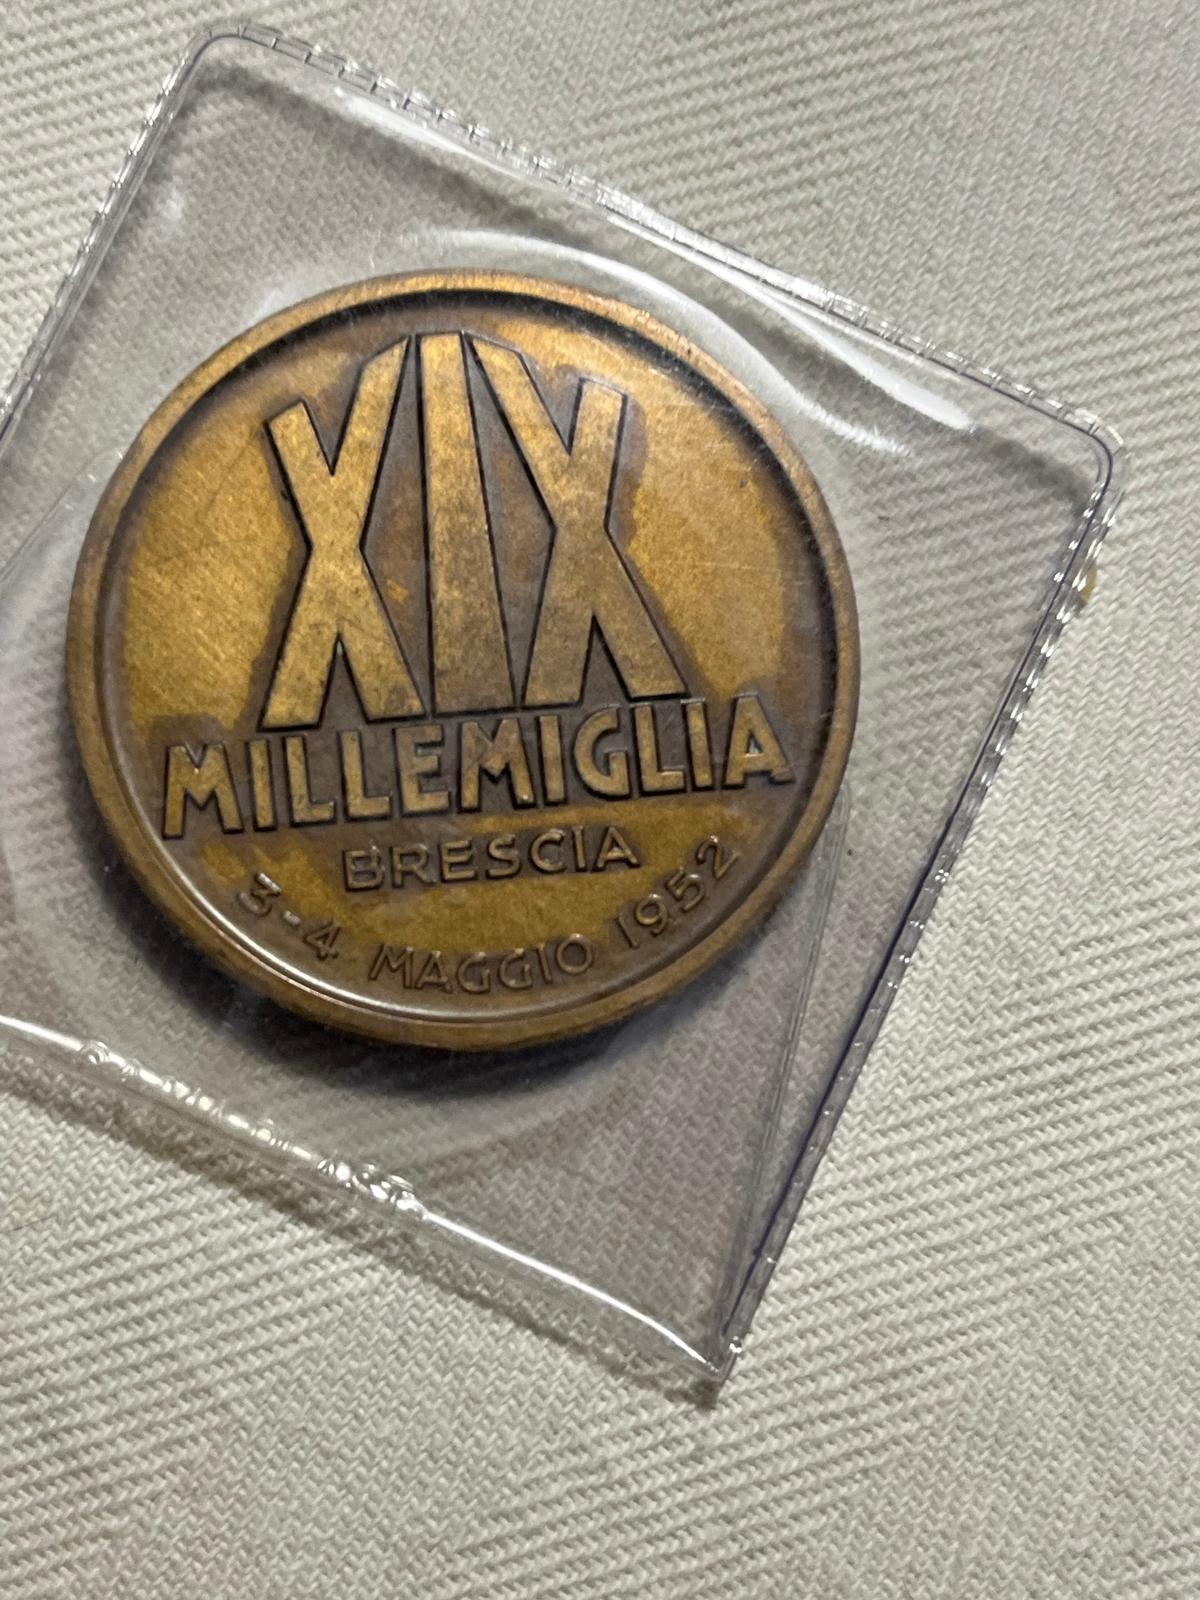 XIX
MILLEMIGLIA
BRESCIA
3-4 MAGGIO 1952